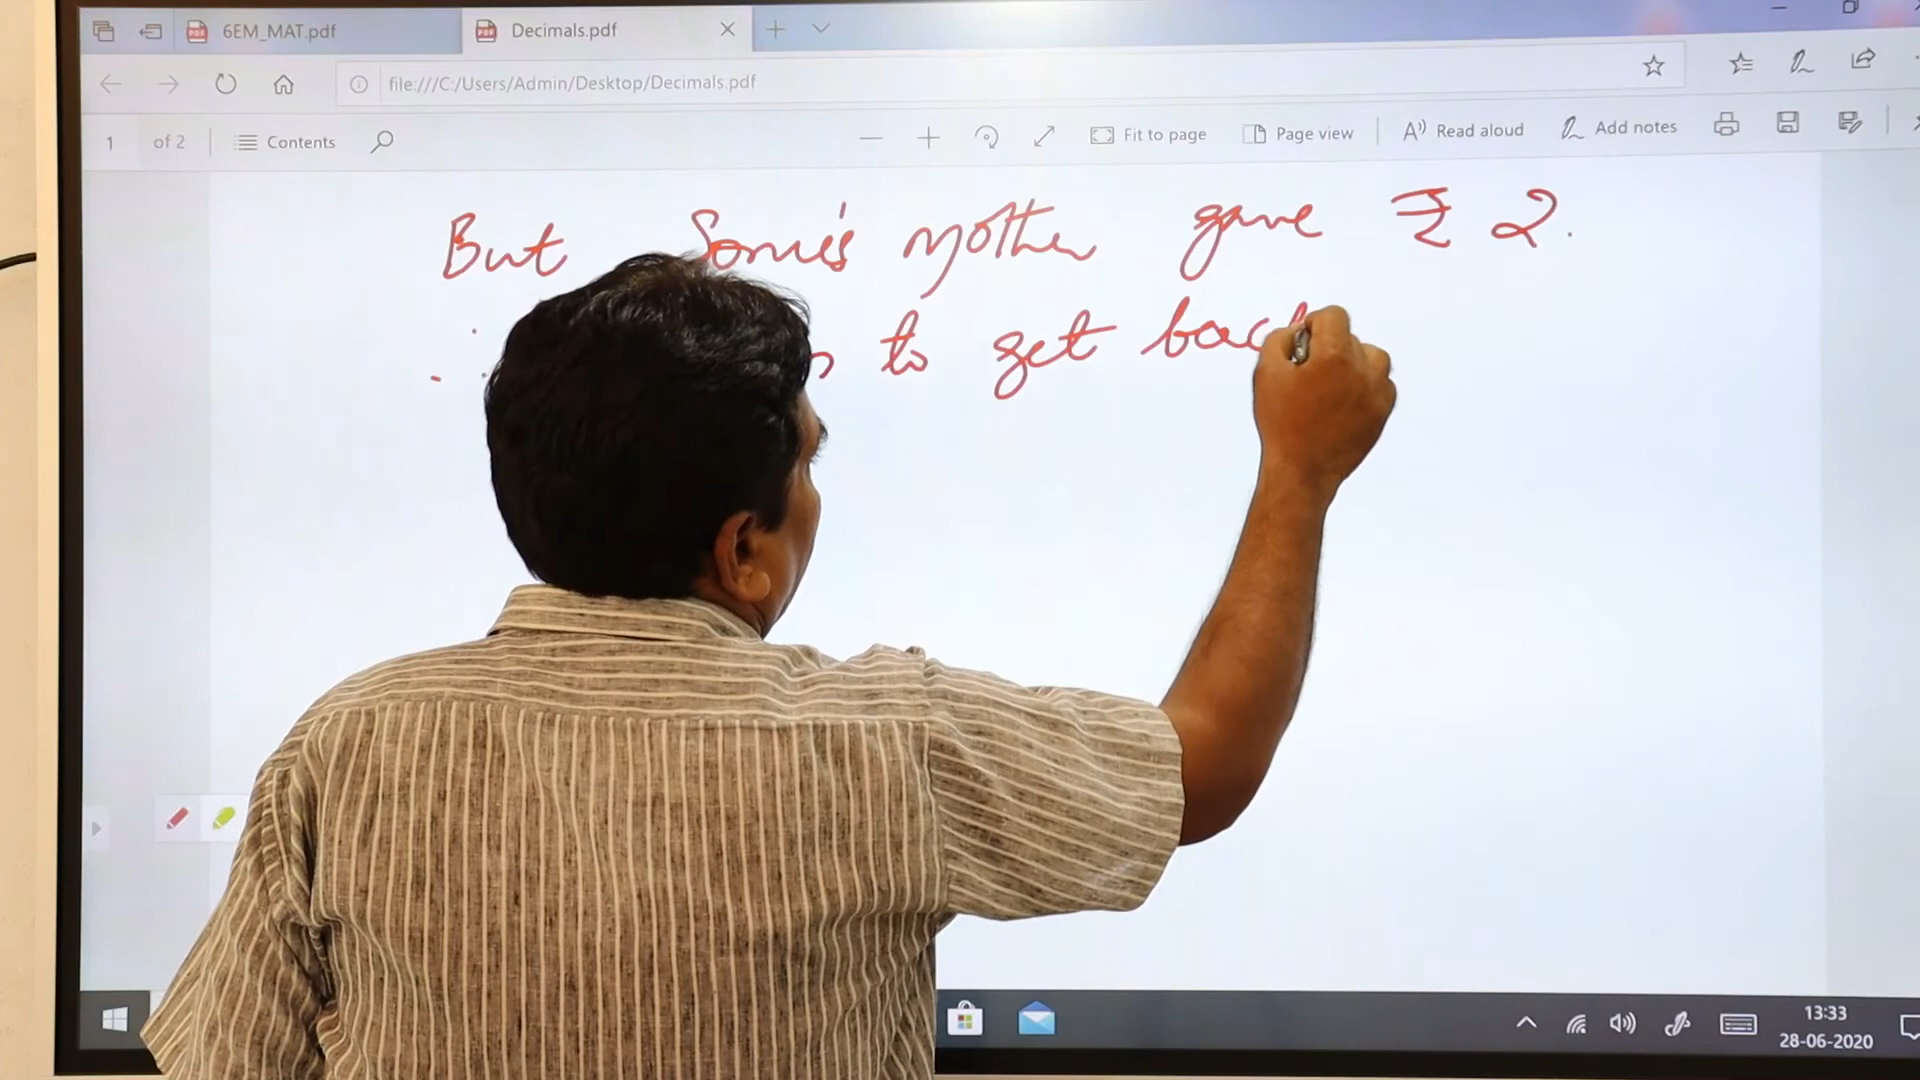 6EM_MAT.pdf
Decimals.pdf
file:///C:/Users/Admin/Desktop/Decimals.pdf
1 of 2 Contents Fit to page Page view Read aloud Add notes
But mother gave ₹ 2.
to get back
13:33
28-06-2020